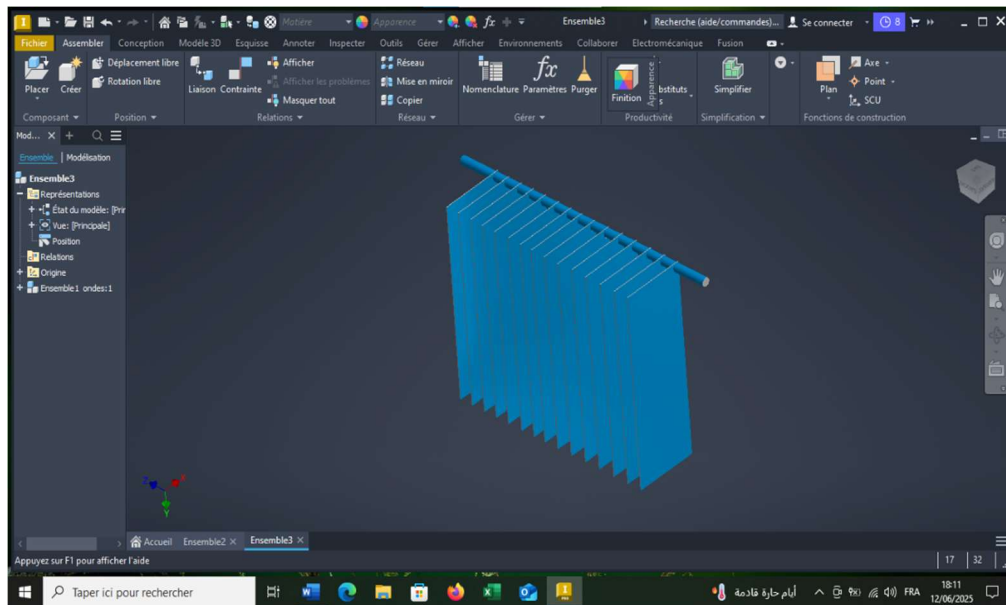 Matière
Apparence
Ensemble3
Recherche (aide/commandes)...
Se connecter
8
Fichier Assembler Conception Modèle 3D Esquisse Annoter Inspecter Outils Gérer Afficher Environnements Collaborer Electromécanique Fusion
Placer Créer
Déplacement libre
Rotation libre
Liaison Contrainte
Afficher
Afficher les problèmes
Masquer tout
Réseau
Mise en miroir
Copier
Nomenclature Paramètres Purger
Finition
Apparence
Simplifier
Plan
Axe
Point
SCU
Composant Position Relations Réseau Gérer Productivité Simplification Fonctions de construction
Mod...
Ensemble | Modélisation
Ensemble3
Représentations
État du modèle: [Prir
Vue: [Principale]
Position
Relations
Origine
Ensemble1 ondes:1
Z X
Y
Accueil Ensemble2 Ensemble3
Appuyez sur F1 pour afficher l'aide
17 32
Taper ici pour rechercher
أيام حارة قادمة
FRA
18:11
12/06/2025